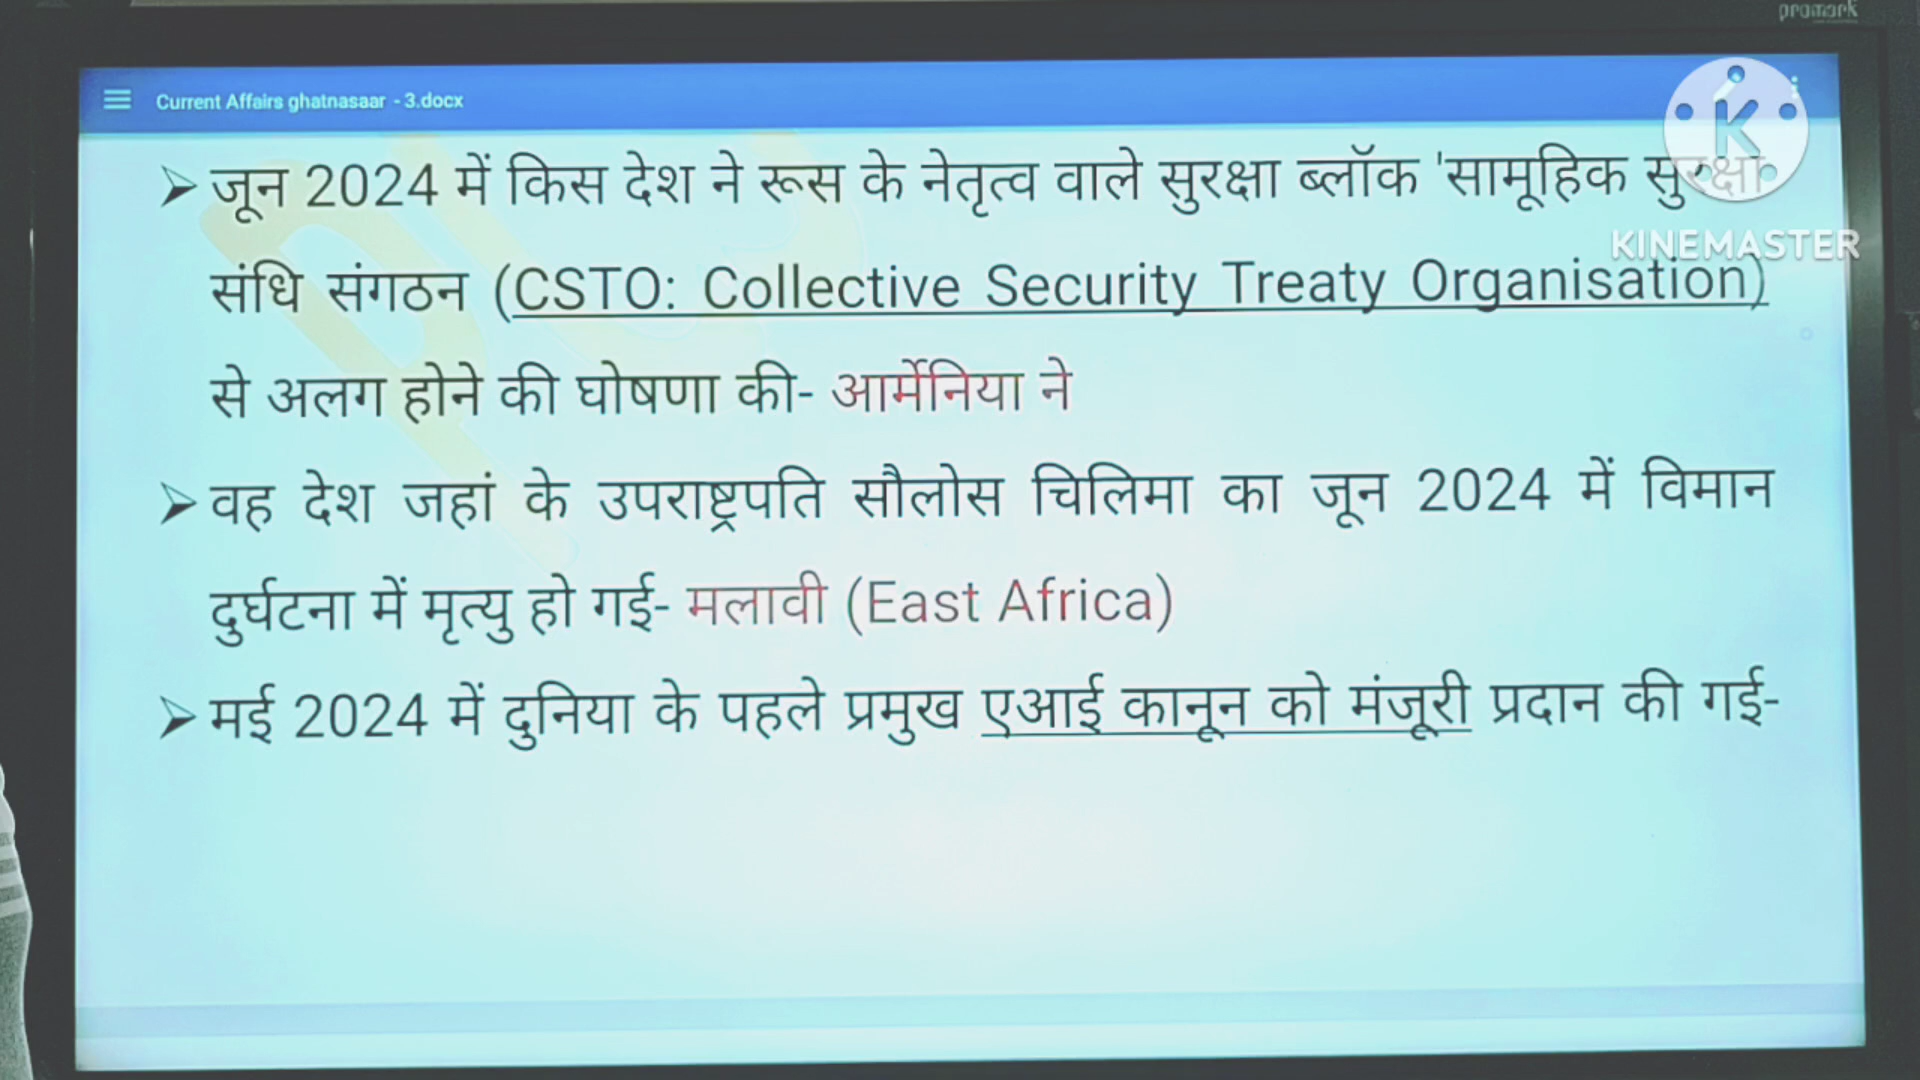 promark
Current Affairs ghatnasaar - 3.docx
➢ जून 2024 में किस देश ने रूस के नेतृत्व वाले सुरक्षा ब्लॉक 'सामूहिक सुरक्षा
KINEMASTER
संधि संगठन (CSTO: Collective Security Treaty Organisation)
से अलग होने की घोषणा की- आर्मेनिया ने
➢ वह देश जहां के उपराष्ट्रपति सौलोस चिलिमा का जून 2024 में विमान
दुर्घटना में मृत्यु हो गई- मलावी (East Africa)
➢ मई 2024 में दुनिया के पहले प्रमुख एआई कानून को मंजूरी प्रदान की गई-